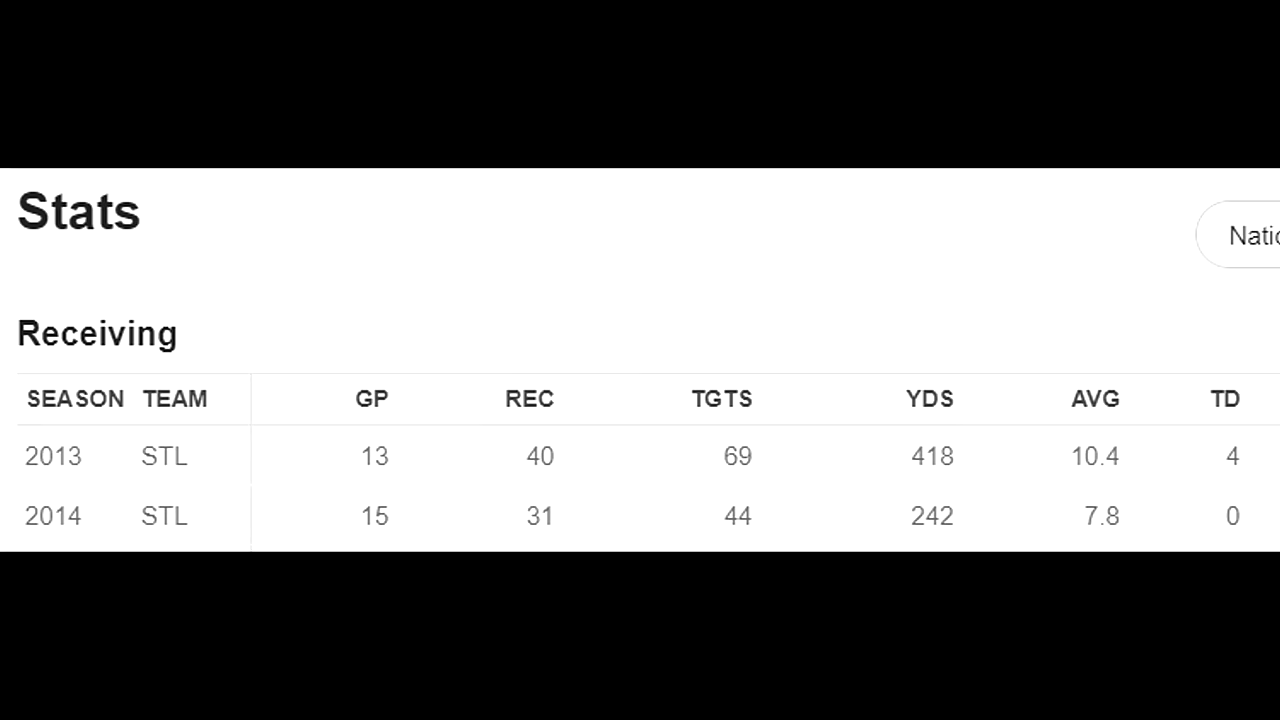 Stats
Natio
Receiving
SEASON TEAM GP REC TGTS YDS AVG TD
2013 STL 13 40 69 418 10.4 4
2014 STL 15 31 44 242 7.8 0